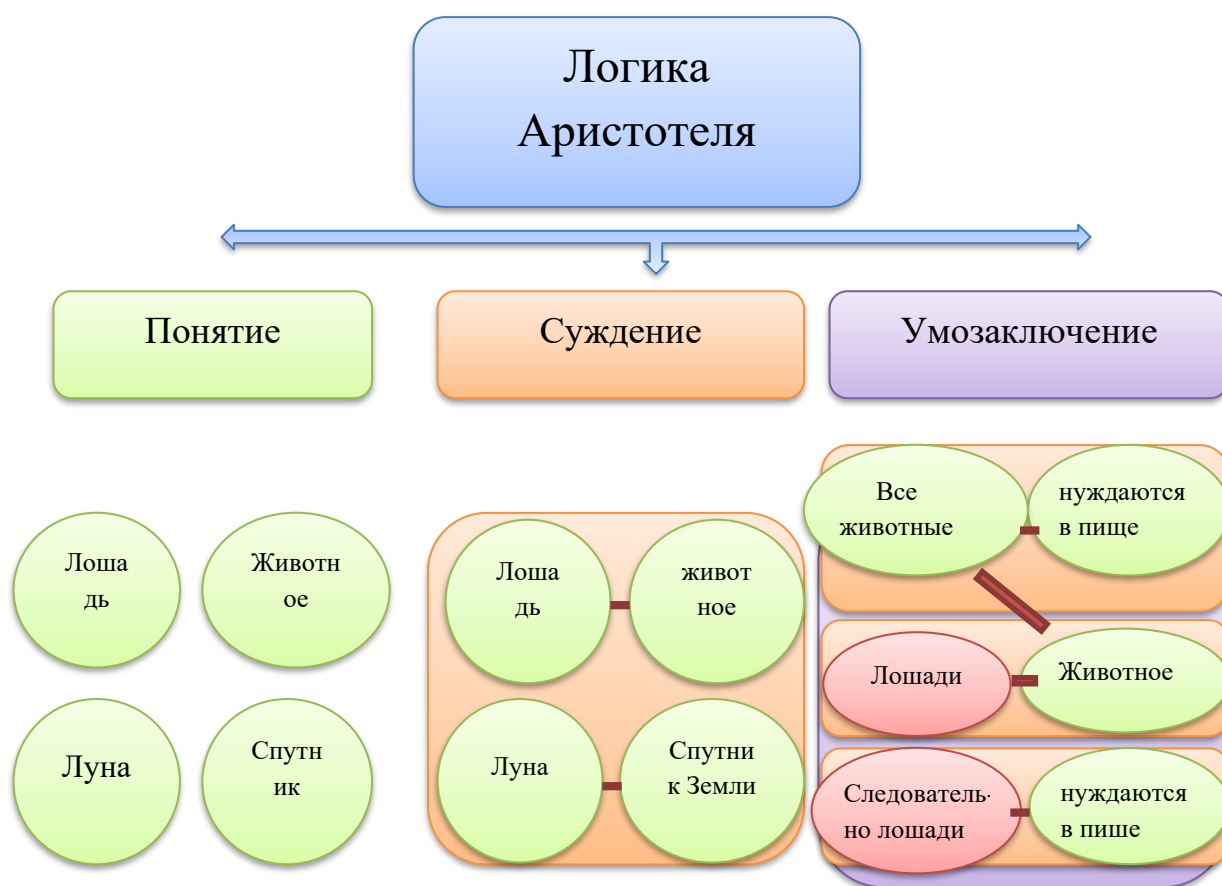 Логика
Аристотеля
Понятие
Суждение
Умозаключение
Лоша
дь
Животн
ое
Луна
Спутн
ик
Лоша
дь
живот
ное
Луна
Спутни
к Земли
Все
животные
нуждаются
в пище
Лошади
Животное
Следователь-
но лошади
нуждаются
в пише